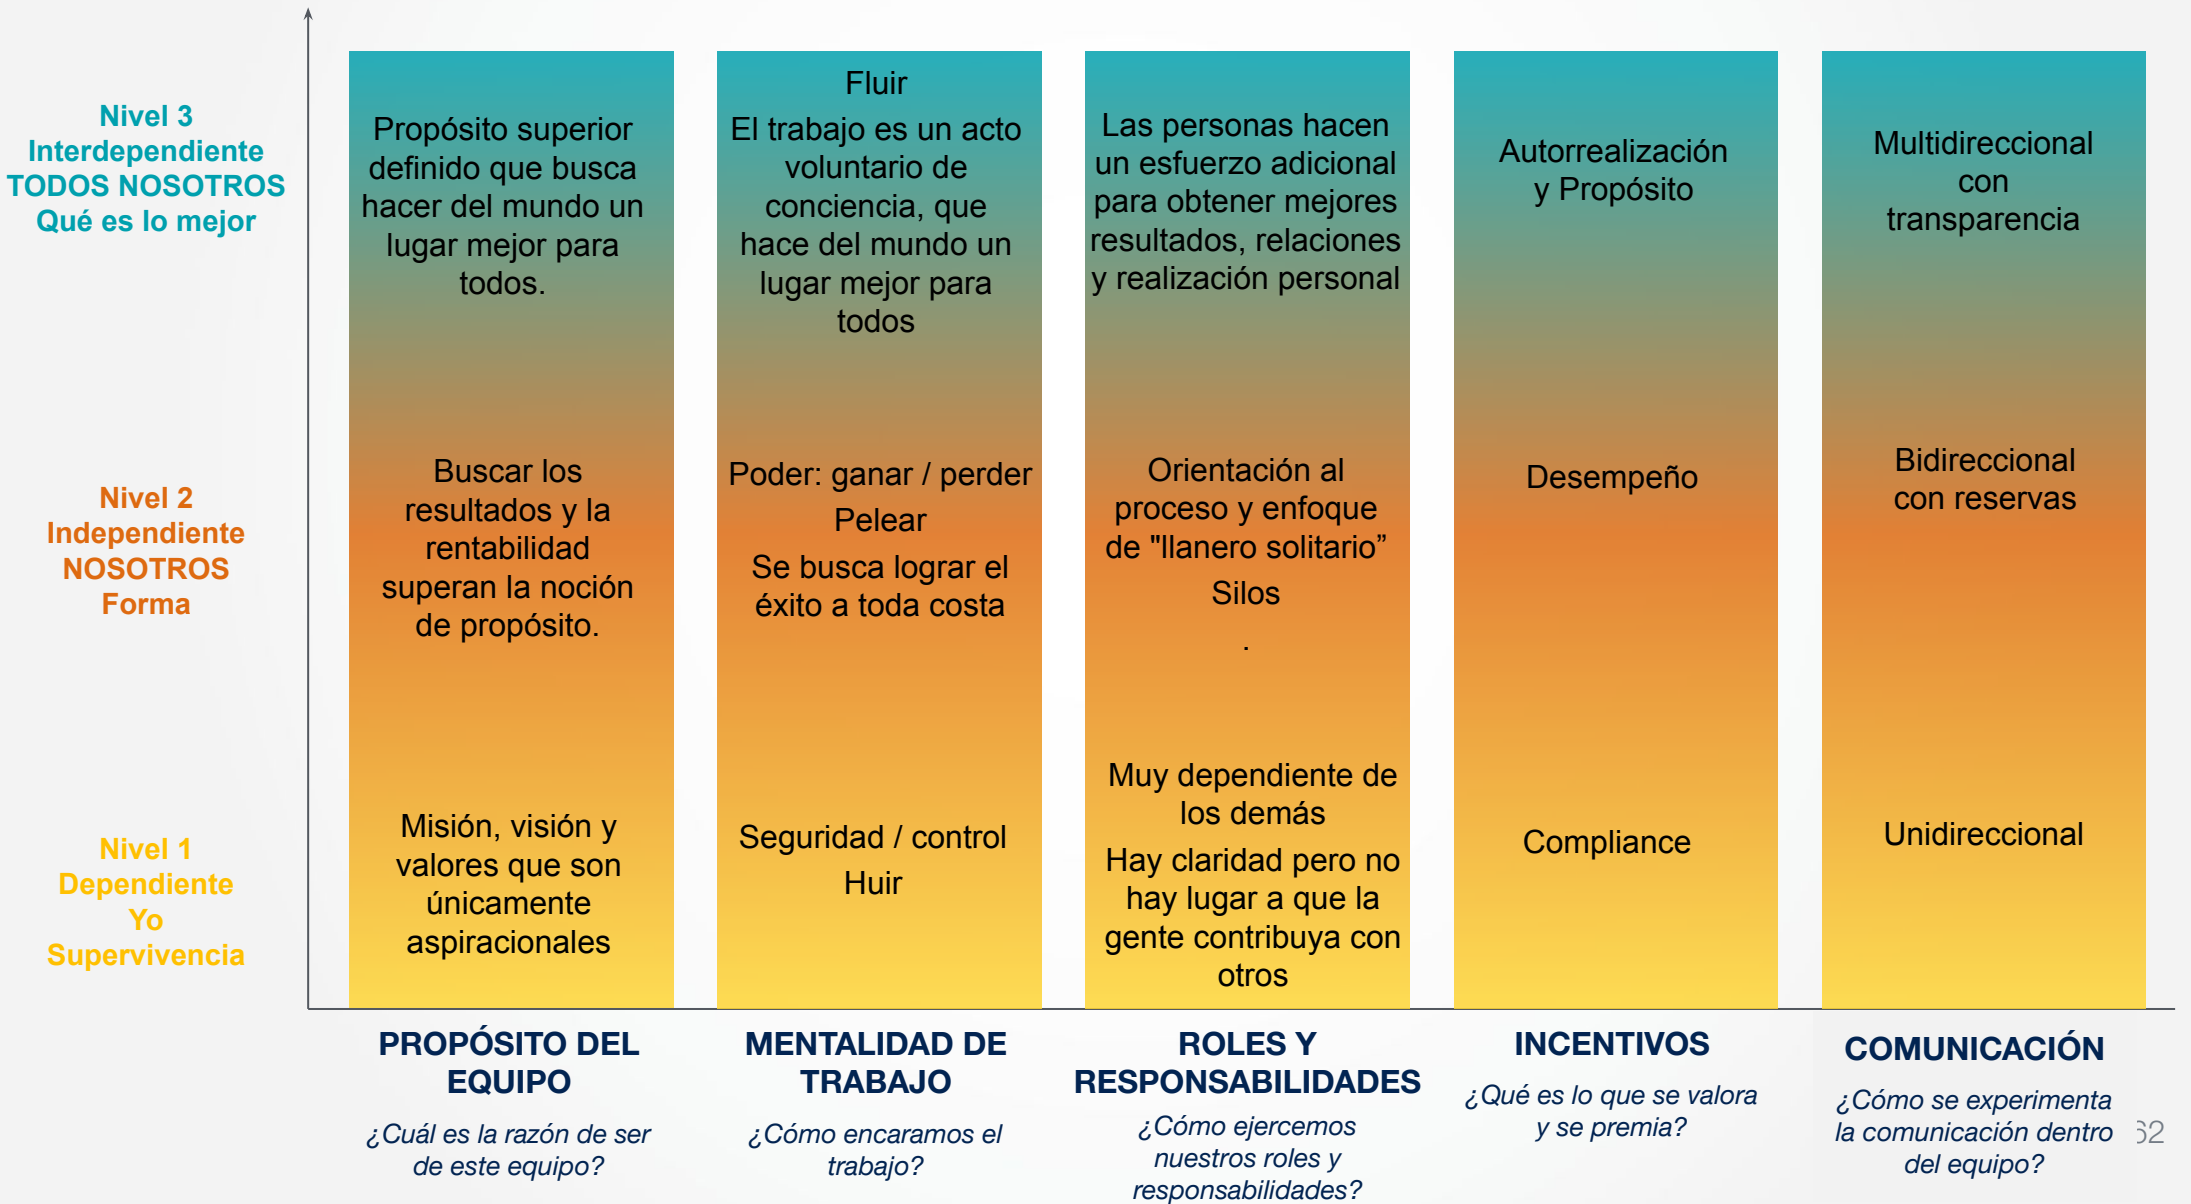 Nivel 3
Interdependiente
TODOS NOSOTROS
Qué es lo mejor
Propósito superior
definido que busca
hacer del mundo un
lugar mejor para
todos.
Fluir
El trabajo es un acto
voluntario de
conciencia, que
hace del mundo un
lugar mejor para
todos
Las personas hacen
un esfuerzo adicional
para obtener mejores
resultados, relaciones
y realización personal
Autorrealización
y Propósito
Multidireccional
con
transparencia
Nivel 2
Independiente
NOSOTROS
Forma
Buscar los
resultados y la
rentabilidad
superan la noción
de propósito.
Poder: ganar / perder
Pelear
Se busca lograr el
éxito a toda costa
Orientación al
proceso y enfoque
de "llanero solitario”
Silos
.
Desempeño
Bidireccional
con reservas
Nivel 1
Dependiente
Yo
Supervivencia
Misión, visión y
valores que son
únicamente
aspiracionales
Seguridad / control
Huir
Muy dependiente de
los demás
Hay claridad pero no
hay lugar a que la
gente contribuya con
otros
Compliance
Unidireccional
PROPÓSITO DEL
EQUIPO
¿Cuál es la razón de ser
de este equipo?
MENTALIDAD DE
TRABAJO
¿Cómo encaramos el
trabajo?
ROLES Y
RESPONSABILIDADES
¿Cómo ejercemos
nuestros roles y
responsabilidades?
INCENTIVOS
¿Qué es lo que se valora
y se premia?
COMUNICACIÓN
¿Cómo se experimenta
la comunicación dentro
del equipo?